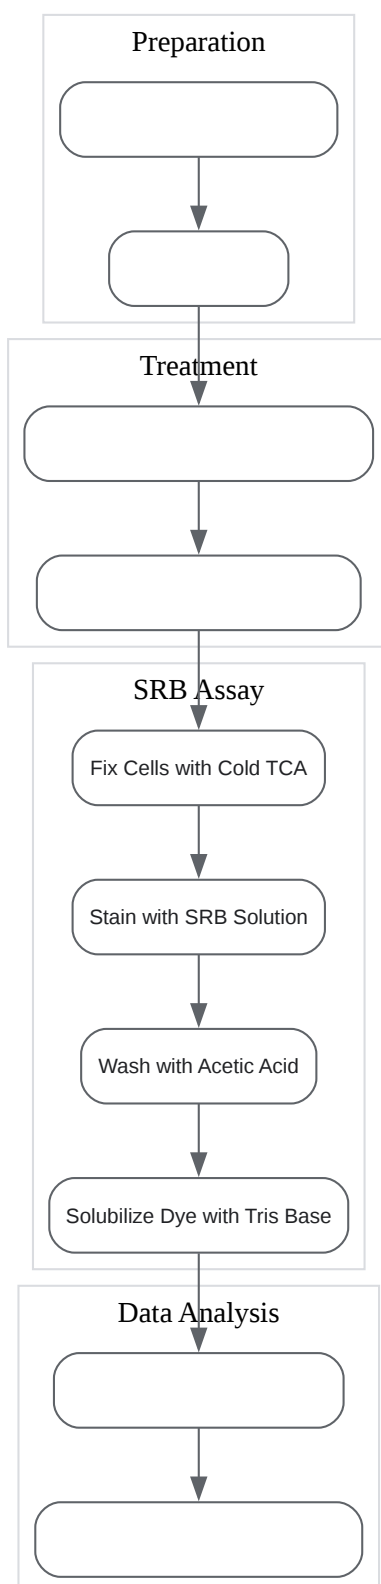 Preparation
Treatment
SRB Assay
Fix Cells with Cold TCA
Stain with SRB Solution
Wash with Acetic Acid
Solubilize Dye with Tris Base
Data Analysis